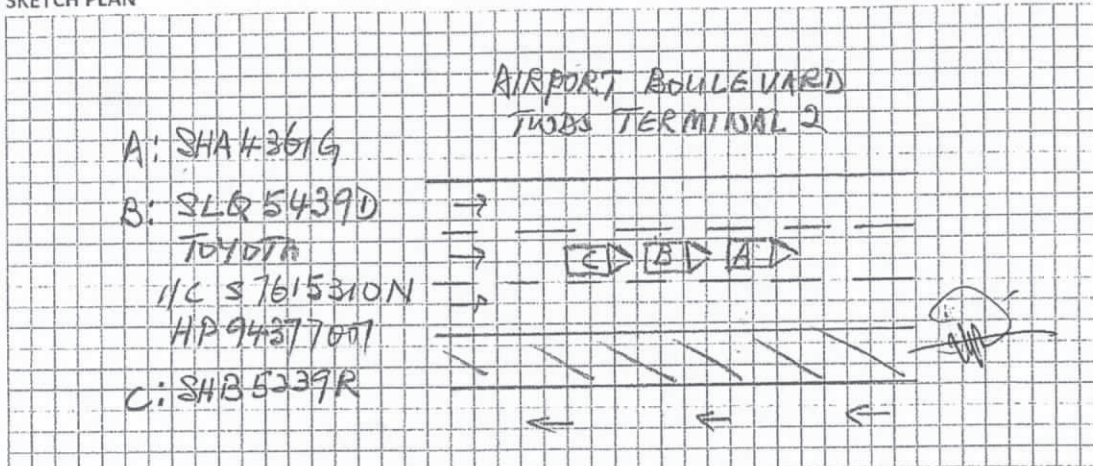 SKETCH PLAN
AIRPORT BOULEVARD
TWDS TERMINAL 2
A: SHA4361G
B: SLQ5439D
TOYOTA
I/C S7615310N
HP 94377007
C: SHB5239R
C B A